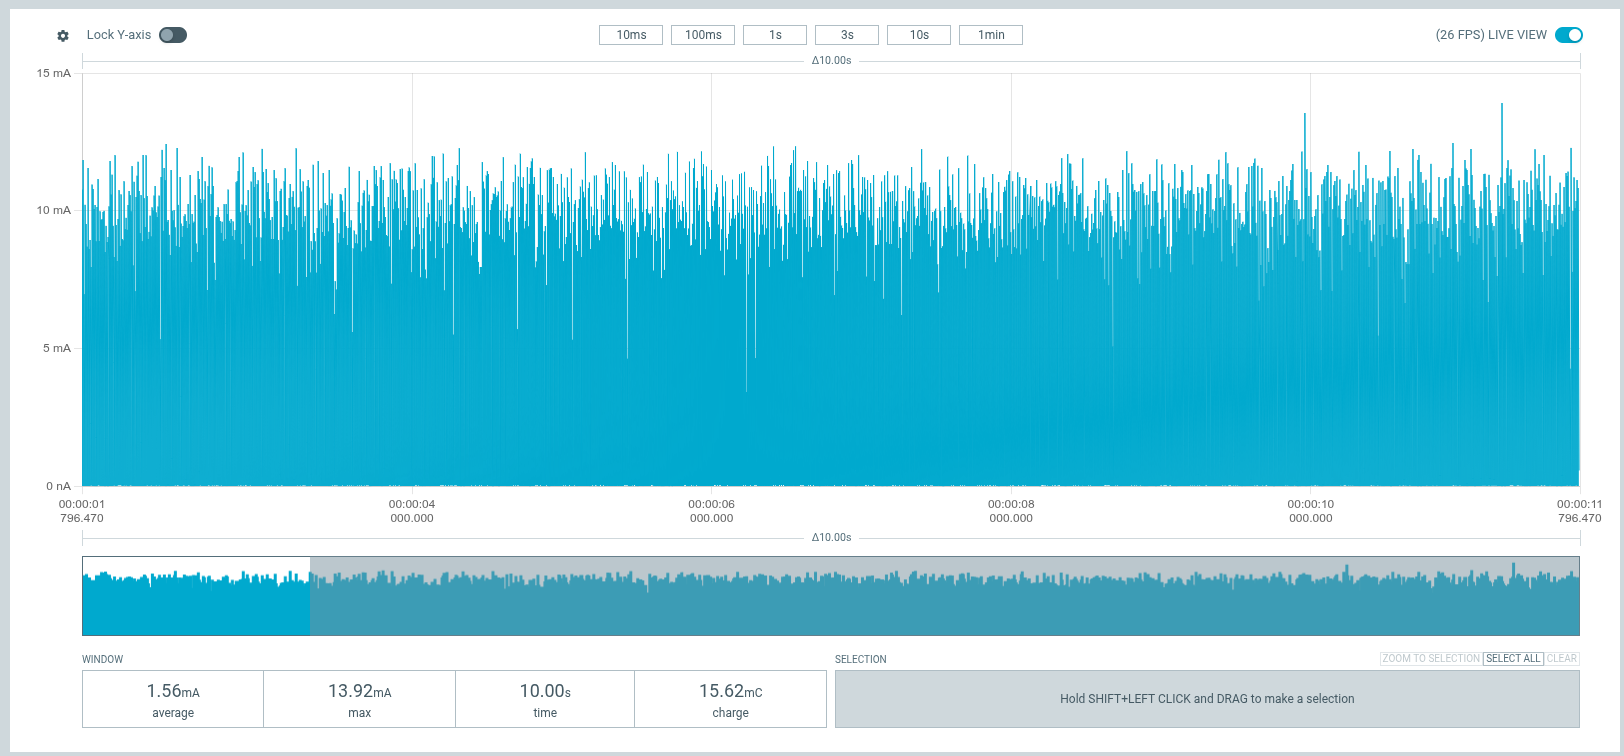 Lock Y-axis
10ms 100ms 1s 3s 10s 1min
(26 FPS) LIVE VIEW
Δ10.00s
15 mA
10 mA
5 mA
0 nA
00:00:01 00:00:04 00:00:06 00:00:08 00:00:10 00:00:11
796.470 000.000 000.000 000.000 000.000 796.470
Δ10.00s
WINDOW
1.56mA 13.92mA 10.00s 15.62mC
average max time charge
SELECTION
ZOOM TO SELECTION SELECT ALL CLEAR
Hold SHIFT+LEFT CLICK and DRAG to make a selection